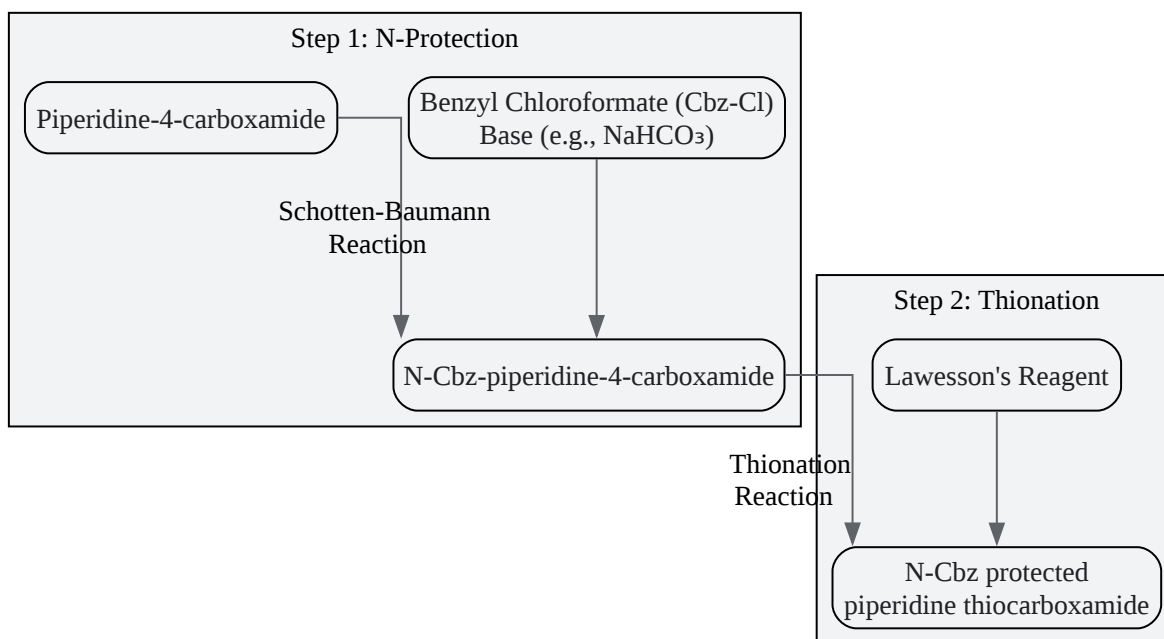 Step 1: N-Protection
Piperidine-4-carboxamide
Benzyl Chloroformate (Cbz-Cl)
Base (e.g., NaHCO₃)
Schotten-Baumann
Reaction
N-Cbz-piperidine-4-carboxamide
Step 2: Thionation
Lawesson's Reagent
Thionation
Reaction
N-Cbz protected
piperidine thiocarboxamide